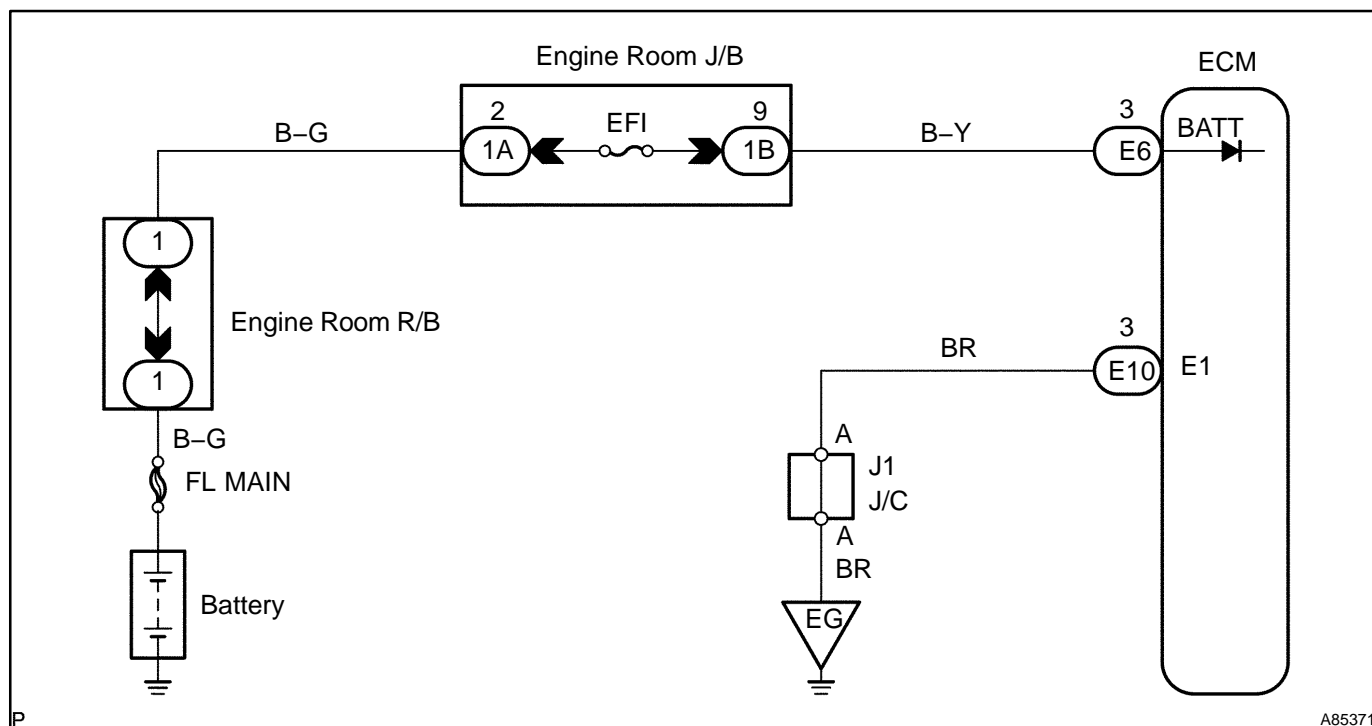 Engine Room J/B
ECM
2
9
3
B–G
EFI
B–Y
BATT
1A
1B
E6
1
Engine Room R/B
3
BR
E10
E1
1
B–G
A
J1
FL MAIN
J/C
A
BR
Battery
EG
P
A85371